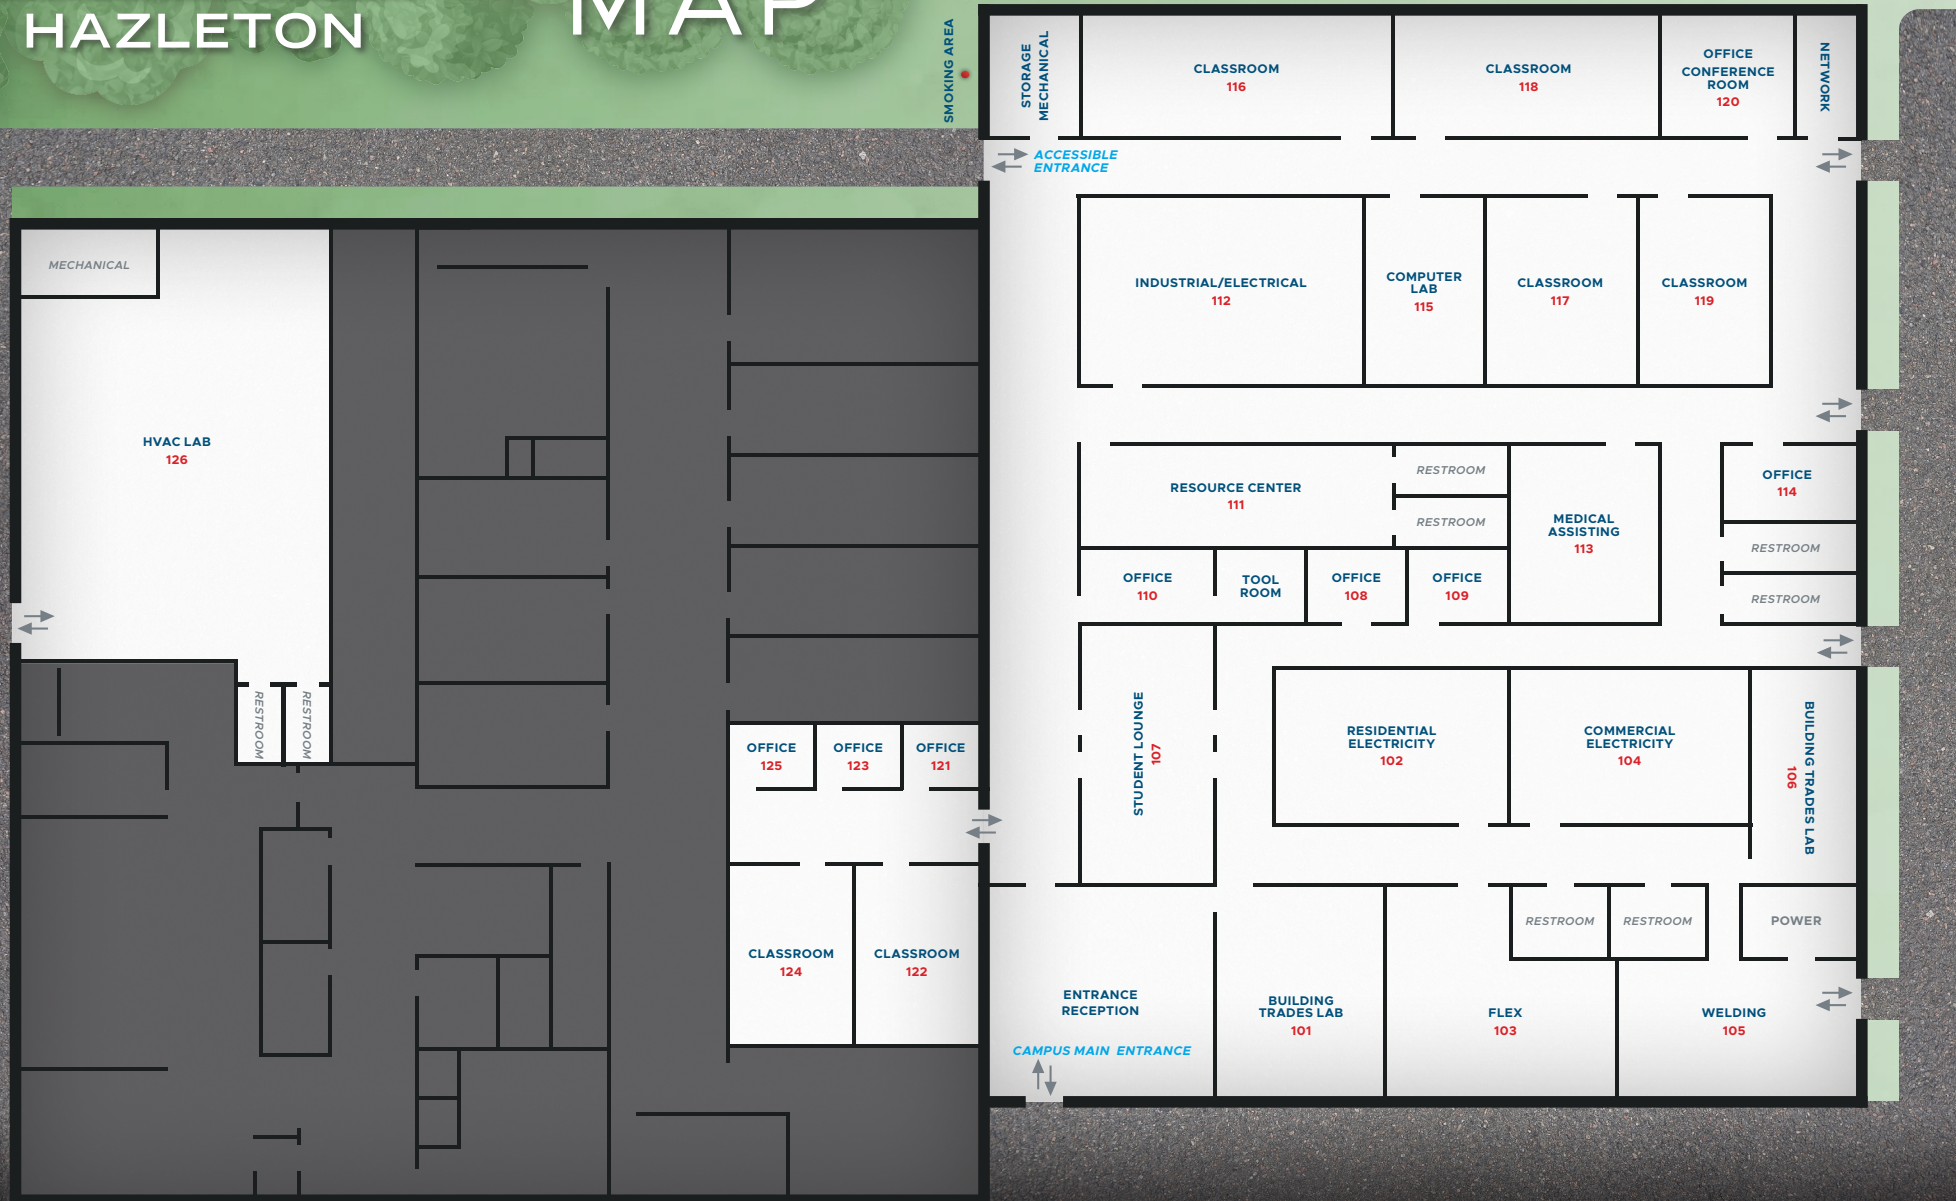 HAZLETON
MAP
SMOKING AREA
STORAGE
MECHANICAL
CLASSROOM
116
CLASSROOM
118
OFFICE
CONFERENCE
ROOM
120
NETWORK
ACCESSIBLE
ENTRANCE
MECHANICAL
HVAC LAB
126
INDUSTRIAL/ELECTRICAL
112
COMPUTER
LAB
115
CLASSROOM
117
CLASSROOM
119
RESOURCE CENTER
111
RESTROOM
RESTROOM
MEDICAL
ASSISTING
113
OFFICE
114
RESTROOM
RESTROOM
OFFICE
110
TOOL
ROOM
OFFICE
108
OFFICE
109
RESTROOM
RESTROOM
OFFICE
125
OFFICE
123
OFFICE
121
STUDENT LOUNGE
107
RESIDENTIAL
ELECTRICITY
102
COMMERCIAL
ELECTRICITY
104
BUILDING TRADES LAB
106
CLASSROOM
124
CLASSROOM
122
RESTROOM
RESTROOM
POWER
ENTRANCE
RECEPTION
BUILDING
TRADES LAB
101
FLEX
103
WELDING
105
CAMPUS MAIN ENTRANCE